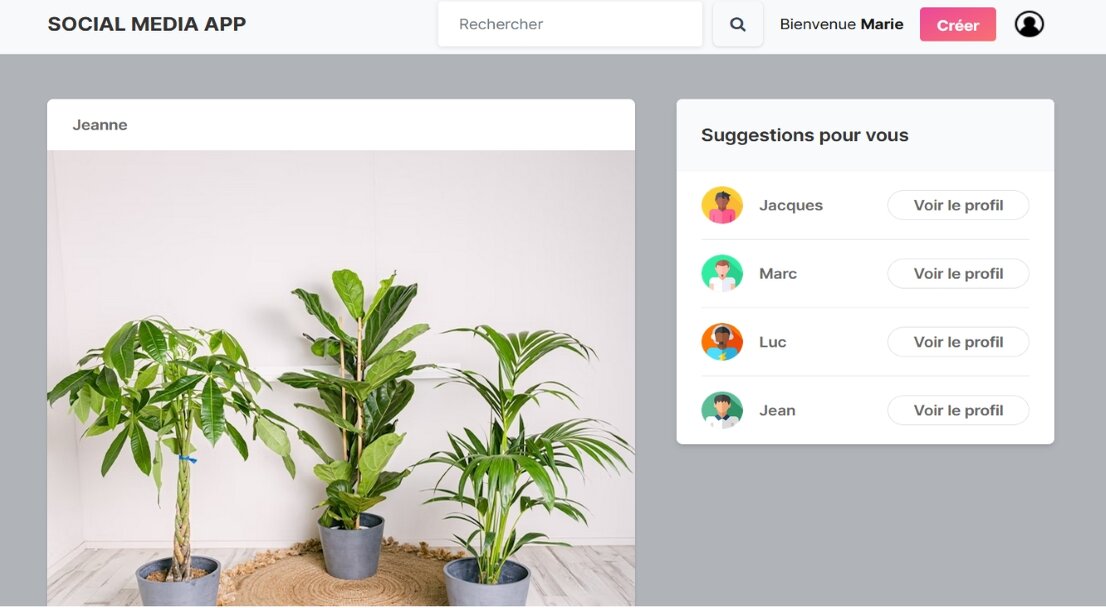 SOCIAL MEDIA APP
Rechercher
Bienvenue Marie
Créer
Jeanne
Suggestions pour vous
Jacques
Voir le profil
Marc
Voir le profil
Luc
Voir le profil
Jean
Voir le profil